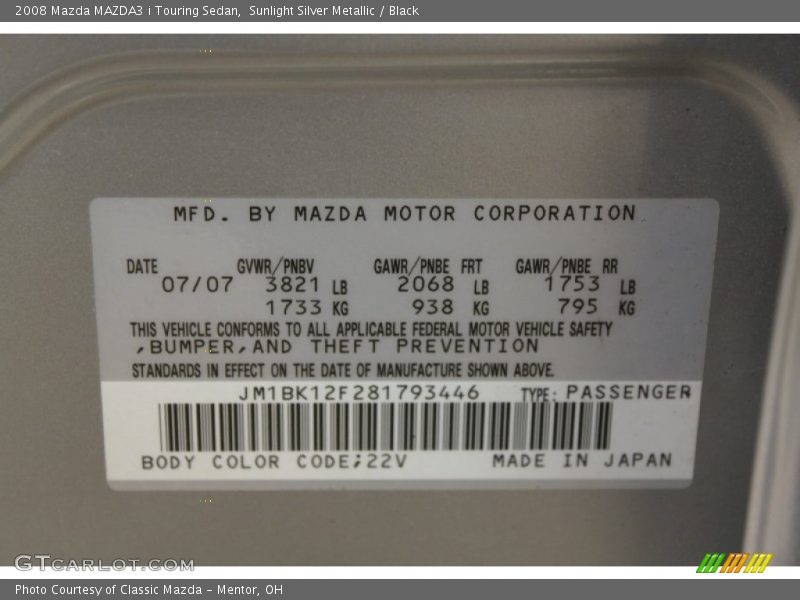 2008 Mazda MAZDA3 i Touring Sedan,  Sunlight Silver Metallic / Black
MFD. BY MAZDA MOTOR CORPORATION
DATE GVWR/PNBV GAWR/PNBE FRT GAWR/PNBE RR
07/07 3821 LB 2068 LB 1753 LB
1733 KG 938 KG 795 KG
THIS VEHICLE CONFORMS TO ALL APPLICABLE FEDERAL MOTOR VEHICLE SAFETY
,BUMPER,AND THEFT PREVENTION
STANDARDS IN EFFECT ON THE DATE OF MANUFACTURE SHOWN ABOVE.
JM1BK12F281793446 TYPE: PASSENGER
BODY COLOR CODE;22V MADE IN JAPAN
GTCARLOT.COM
Photo Courtesy of Classic Mazda - Mentor, OH